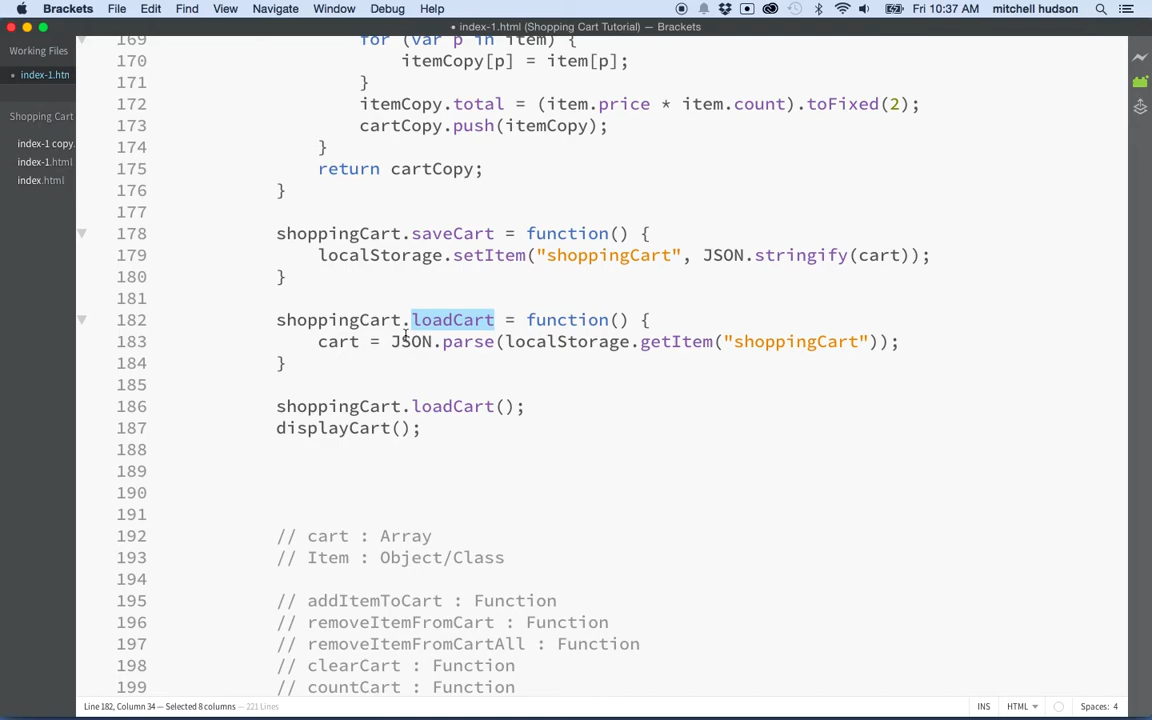 Brackets File Edit Find View Navigate Window Debug Help Fri 10:37 AM mitchell hudson
index-1.html (Shopping Cart Tutorial) — Brackets
Working Files
• index-1.htn
Shopping Cart
index-1 copy.
index-1.html
index.html
169 for (var p in item) {
170 itemCopy[p] = item[p];
171 }
172 itemCopy.total = (item.price * item.count).toFixed(2);
173 cartCopy.push(itemCopy);
174 }
175 return cartCopy;
176 }
177
178 shoppingCart.saveCart = function() {
179 localStorage.setItem("shoppingCart", JSON.stringify(cart));
180 }
181
182 shoppingCart.loadCart = function() {
183 cart = JSON.parse(localStorage.getItem("shoppingCart"));
184 }
185
186 shoppingCart.loadCart();
187 displayCart();
188
189
190
191
192 // cart : Array
193 // Item : Object/Class
194
195 // addItemToCart : Function
196 // removeItemFromCart : Function
197 // removeItemFromCartAll : Function
198 // clearCart : Function
199 // countCart : Function
Line 182, Column 34 — Selected 8 columns — 221 Lines INS HTML Spaces: 4